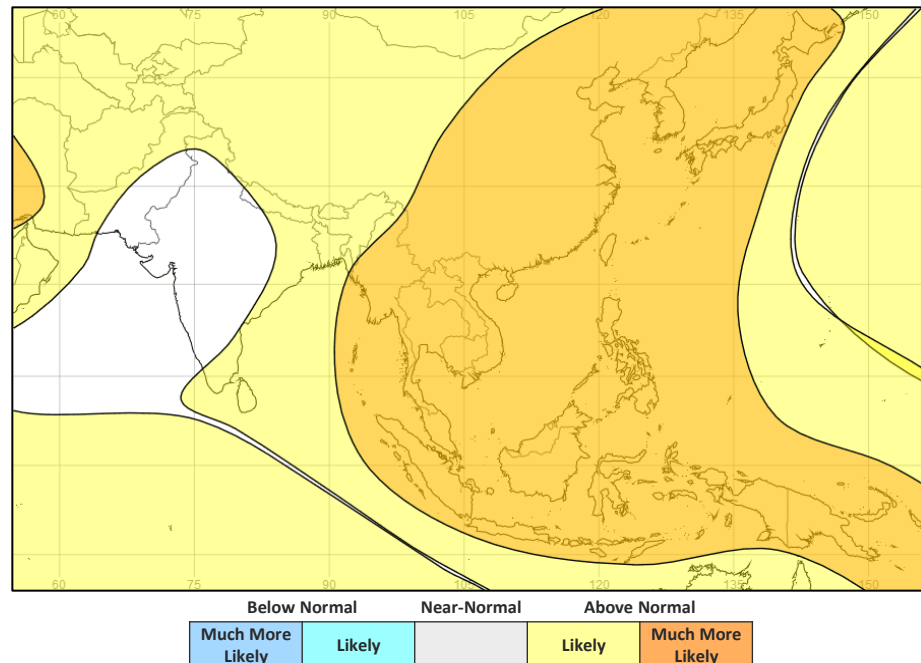 60 75 90 105 120 135 150
60 75 90 105 120 135 150
Below Normal Near-Normal Above Normal
Much More Likely Likely Much More
Likely Likely